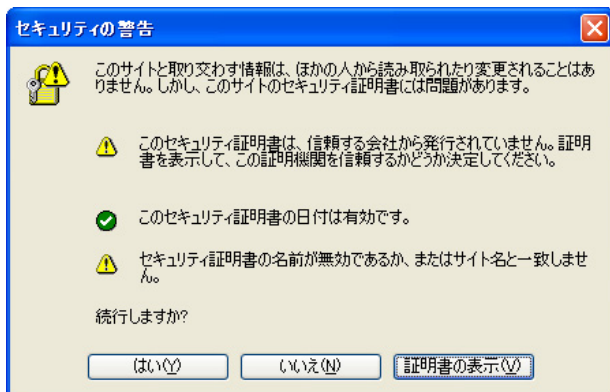 セキュリティの警告
このサイトと取り交わす情報は、ほかの人から読み取られたり変更されることはあ
りません。しかし、このサイトのセキュリティ証明書には問題があります。
このセキュリティ証明書は、信頼する会社から発行されていません。証明
書を表示して、この証明機関を信頼するかどうか決定してください。
このセキュリティ証明書の日付は有効です。
セキュリティ証明書の名前が無効であるか、またはサイト名と一致しませ
ん。
続行しますか?
はい(Y) いいえ(N) 証明書の表示(V)